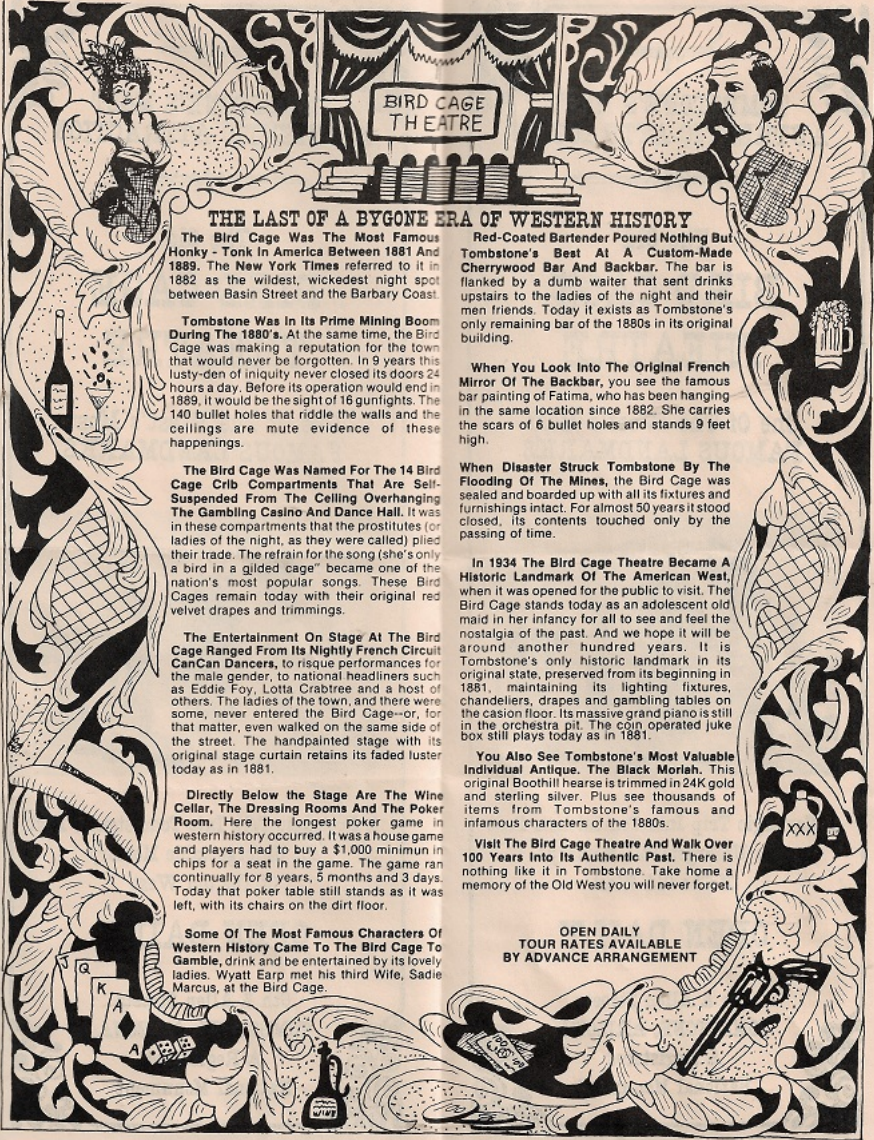 BIRD CAGE
THEATRE
THE LAST OF A BYGONE ERA OF WESTERN HISTORY
The Bird Cage Was The Most Famous
Honky - Tonk In America Between 1881 And
1889. The New York Times referred to it in
1882 as the wildest, wickedest night spot
between Basin Street and the Barbary Coast.
Tombstone Was In Its Prime Mining Boom
During The 1880's. At the same time, the Bird
Cage was making a reputation for the town
that would never be forgotten. In 9 years this
lusty-den of iniquity never closed its doors 24
hours a day. Before its operation would end in
1889, it would be the sight of 16 gunfights. The
140 bullet holes that riddle the walls and the
ceilings are mute evidence of these
happenings.
The Bird Cage Was Named For The 14 Bird
Cage Crib Compartments That Are Self-
Suspended From The Ceiling Overhanging
The Gambling Casino And Dance Hall. It was
in these compartments that the prostitutes (or
ladies of the night, as they were called) plied
their trade. The refrain for the song (she's only
a bird in a gilded cage" became one of the
nation's most popular songs. These Bird
Cages remain today with their original red
velvet drapes and trimmings.
The Entertainment On Stage At The Bird
Cage Ranged From Its Nightly French Circuit
CanCan Dancers, to risque performances for
the male gender, to national headliners such
as Eddie Foy, Lotta Crabtree and a host of
others. The ladies of the town, and there were
some, never entered the Bird Cage--or, for
that matter, even walked on the same side of
the street. The handpainted stage with its
original stage curtain retains its faded luster
today as in 1881.
Directly Below the Stage Are The Wine
Cellar, The Dressing Rooms And The Poker
Room. Here the longest poker game in
western history occurred. It was a house game
and players had to buy a $1,000 minimun in
chips for a seat in the game. The game ran
continually for 8 years, 5 months and 3 days.
Today that poker table still stands as it was
left, with its chairs on the dirt floor.
Some Of The Most Famous Characters Of
Western History Came To The Bird Cage To
Gamble, drink and be entertained by its lovely
ladies. Wyatt Earp met his third Wife, Sadie
Marcus, at the Bird Cage.
Red-Coated Bartender Poured Nothing But
Tombstone's Best At A Custom-Made
Cherrywood Bar And Backbar. The bar is
flanked by a dumb waiter that sent drinks
upstairs to the ladies of the night and their
men friends. Today it exists as Tombstone's
only remaining bar of the 1880s in its original
building.
When You Look Into The Original French
Mirror Of The Backbar, you see the famous
bar painting of Fatima, who has been hanging
in the same location since 1882. She carries
the scars of 6 bullet holes and stands 9 feet
high.
When Disaster Struck Tombstone By The
Flooding Of The Mines, the Bird Cage was
sealed and boarded up with all its fixtures and
furnishings intact. For almost 50 years it stood
closed, its contents touched only by the
passing of time.
In 1934 The Bird Cage Theatre Became A
Historic Landmark Of The American West,
when it was opened for the public to visit. The
Bird Cage stands today as an adolescent old
maid in her infancy for all to see and feel the
nostalgia of the past. And we hope it will be
around another hundred years. It is
Tombstone's only historic landmark in its
original state, preserved from its beginning in
1881, maintaining its lighting fixtures,
chandeliers, drapes and gambling tables on
the casion floor. Its massive grand piano is still
in the orchestra pit. The coin operated juke
box still plays today as in 1881.
You Also See Tombstone's Most Valuable
Individual Antique. The Black Moriah. This
original Boothill hearse is trimmed in 24K gold
and sterling silver. Plus see thousands of
items from Tombstone's famous and
infamous characters of the 1880s.
Visit The Bird Cage Theatre And Walk Over
100 Years Into Its Authentic Past. There is
nothing like it in Tombstone. Take home a
memory of the Old West you will never forget.
OPEN DAILY
TOUR RATES AVAILABLE
BY ADVANCE ARRANGEMENT
XXX
J
Q
K
A
A
WINE